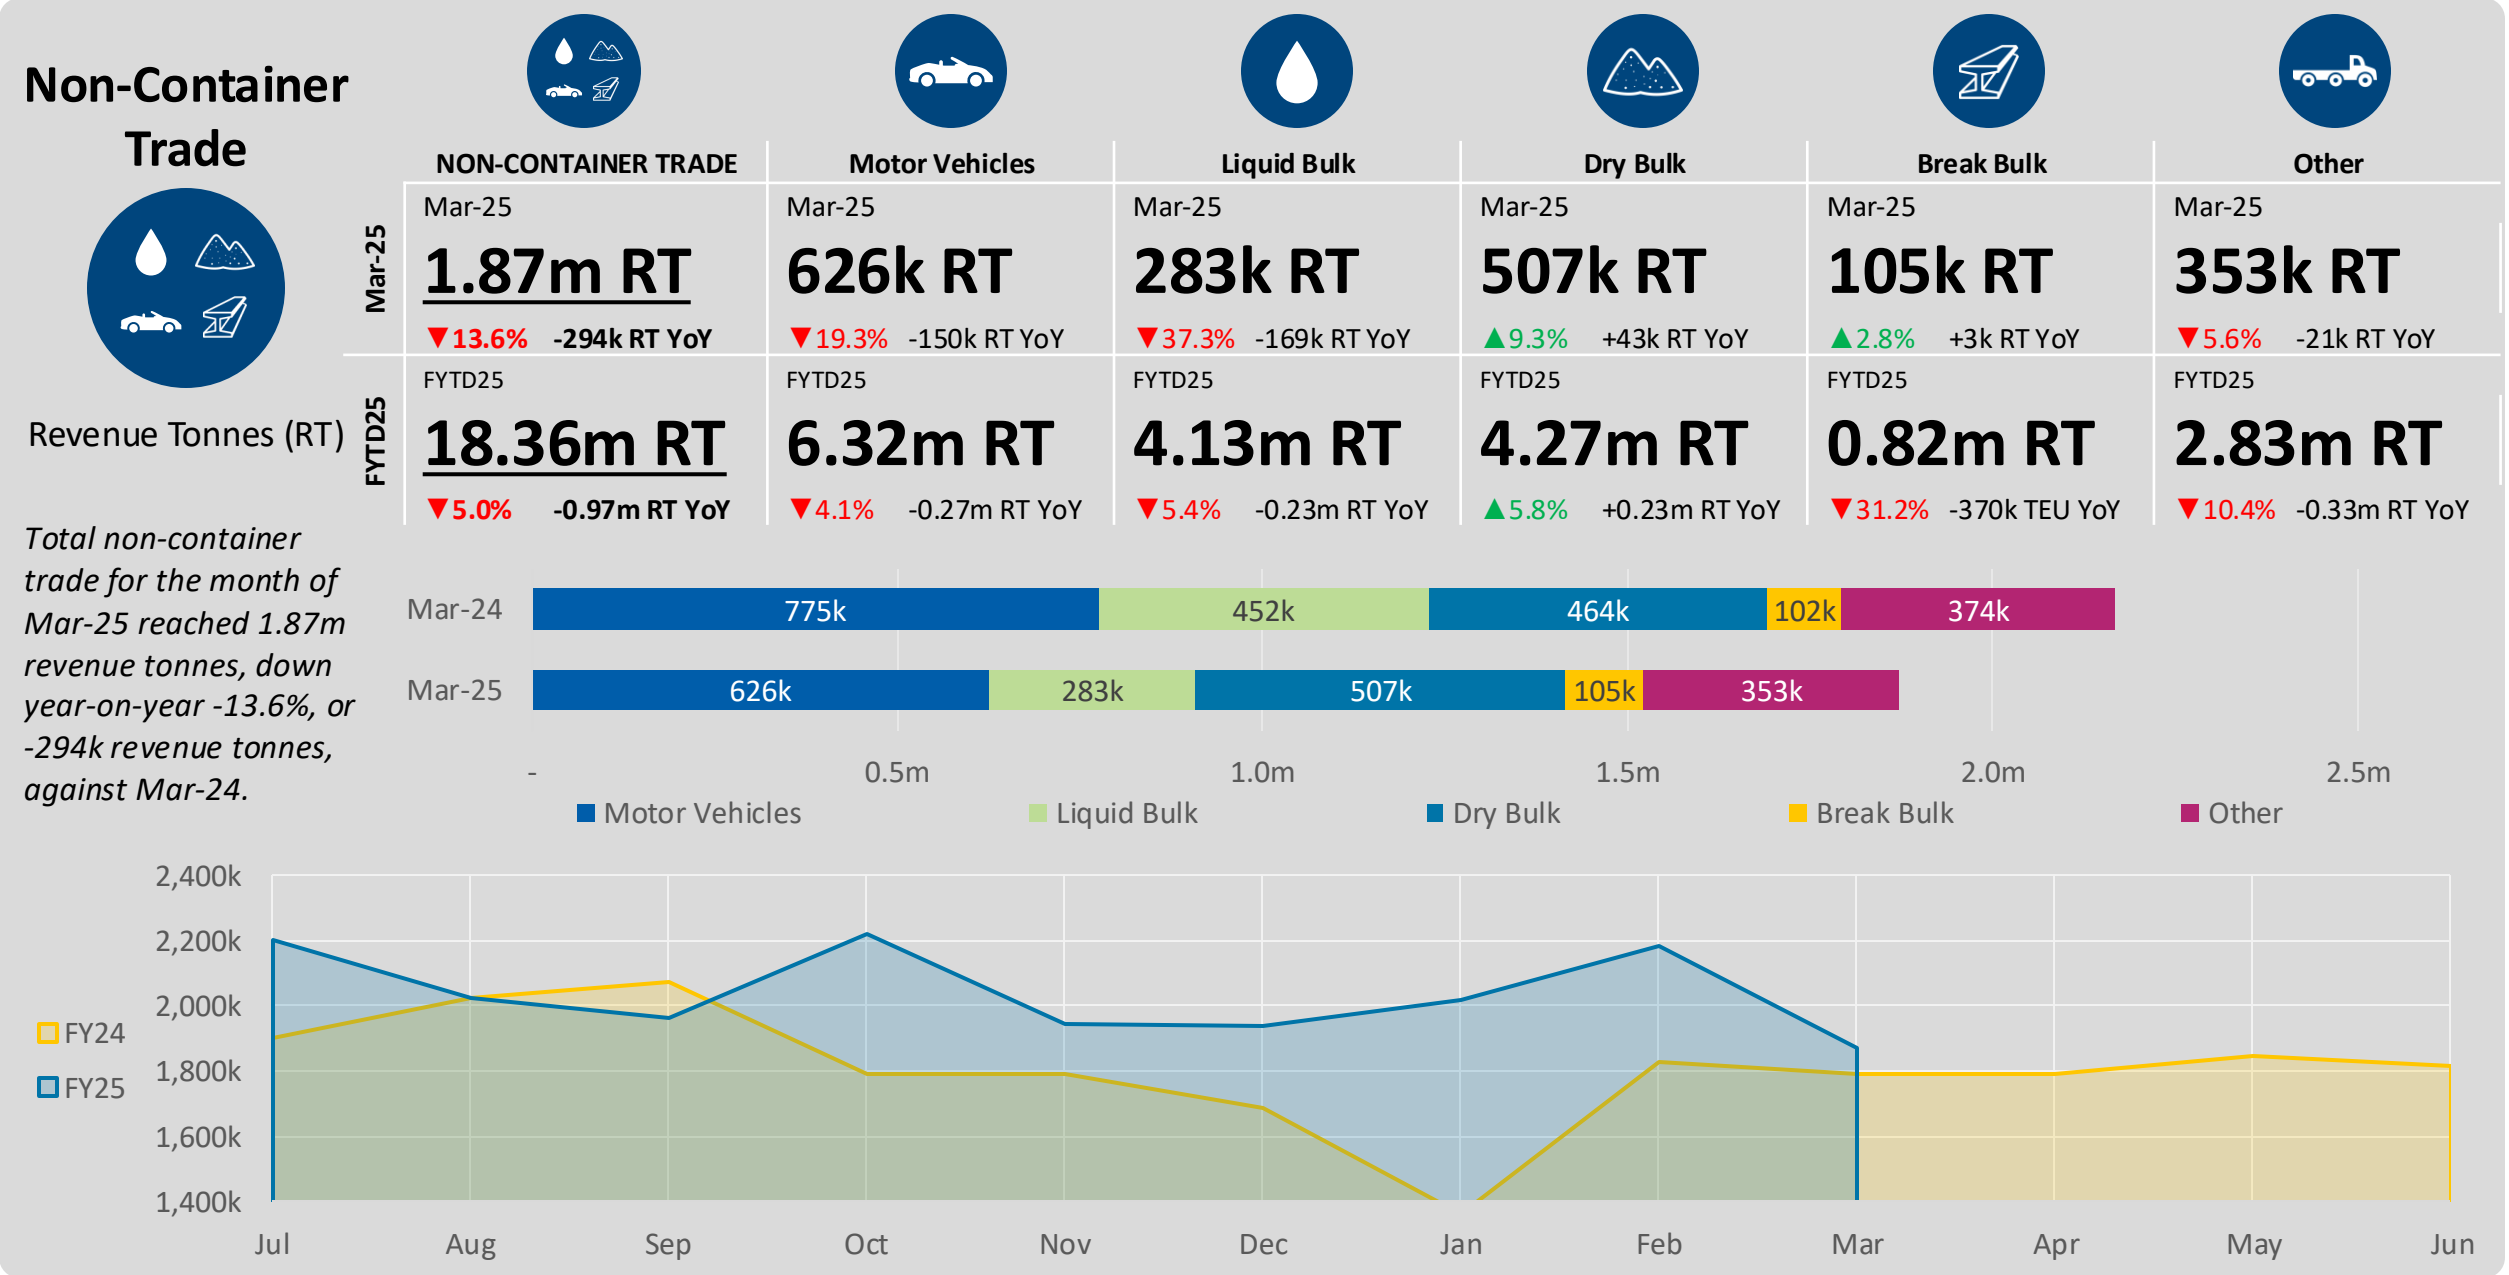 Non-Container
Trade
Revenue Tonnes (RT)
Total non-container
trade for the month of
Mar-25 reached 1.87m
revenue tonnes, down
year-on-year -13.6%, or
-294k revenue tonnes,
against Mar-24.
NON-CONTAINER TRADE Motor Vehicles Liquid Bulk Dry Bulk Break Bulk Other
Mar-25
Mar-25 Mar-25 Mar-25 Mar-25 Mar-25 Mar-25
1.87m RT 626k RT 283k RT 507k RT 105k RT 353k RT
▼13.6% -294k RT YoY ▼19.3% -150k RT YoY ▼37.3% -169k RT YoY ▲9.3% +43k RT YoY ▲2.8% +3k RT YoY ▼5.6% -21k RT YoY
FYTD25
FYTD25 FYTD25 FYTD25 FYTD25 FYTD25 FYTD25
18.36m RT 6.32m RT 4.13m RT 4.27m RT 0.82m RT 2.83m RT
▼5.0% -0.97m RT YoY ▼4.1% -0.27m RT YoY ▼5.4% -0.23m RT YoY ▲5.8% +0.23m RT YoY ▼31.2% -370k TEU YoY ▼10.4% -0.33m RT YoY
Mar-24 775k 452k 464k 102k 374k
Mar-25 626k 283k 507k 105k 353k
- 0.5m 1.0m 1.5m 2.0m 2.5m
Motor Vehicles Liquid Bulk Dry Bulk Break Bulk Other
2,400k
2,200k
2,000k
1,800k
1,600k
1,400k
FY24
FY25
Jul Aug Sep Oct Nov Dec Jan Feb Mar Apr May Jun